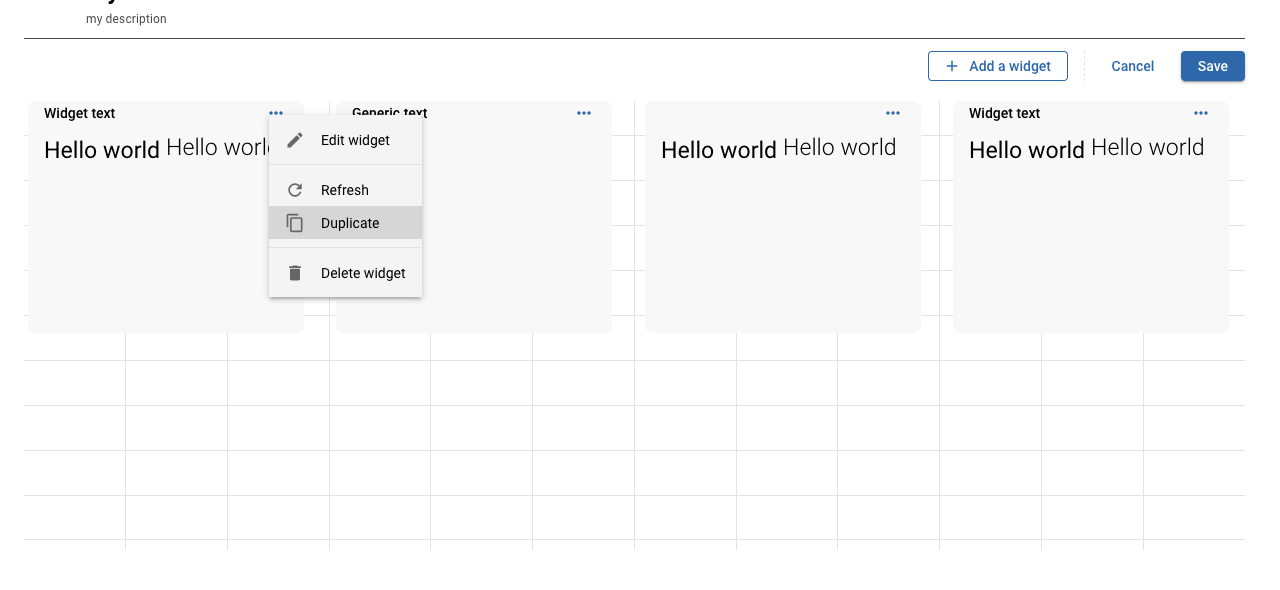 my description
Add a widget
Cancel
Save
Widget text
Generic text
Widget text
Hello world Hello worl
Hello world Hello world
Hello world Hello world
Edit widget
Refresh
Duplicate
Delete widget